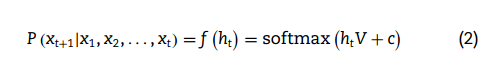 P (x_{t+1}|x_1, x_2, . . . , x_t) = f (h_t) = softmax (h_tV + c) (2)